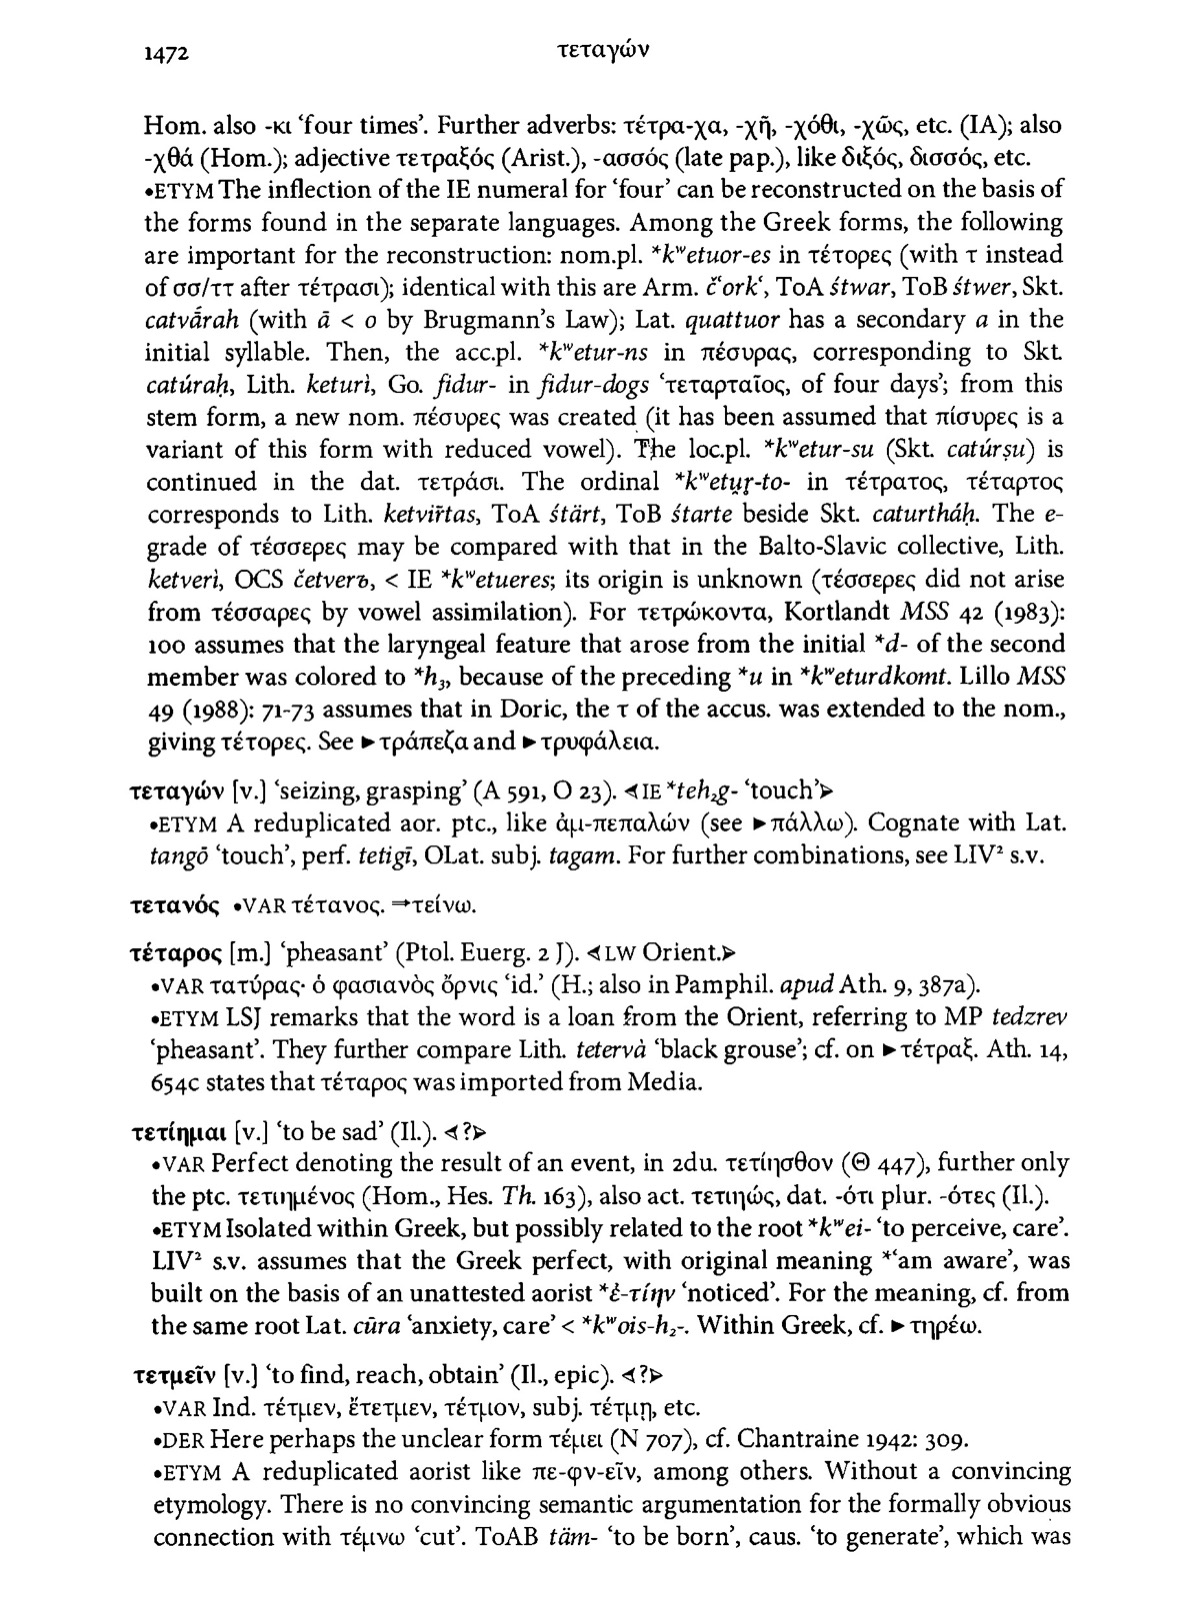 1472 τεταγών
Hom. also -κι ‘four times’. Further adverbs: τέτρα-χα, -χῆ, -χόθι, -χῶς, etc. (IA); also
-χθά (Hom.); adjective τετραξός (Arist.), -ασσός (late pap.), like διξός, δισσός, etc.
•ETYM The inflection of the IE numeral for ‘four’ can be reconstructed on the basis of
the forms found in the separate languages. Among the Greek forms, the following
are important for the reconstruction: nom.pl. *kʷetuor-es in τέτορες (with τ instead
of σσ/ττ after τέτρασι); identical with this are Arm. č‘ork‘, ToA śtwar, ToB śtwer, Skt.
catvā́rah (with ā < o by Brugmann’s Law); Lat. quattuor has a secondary a in the
initial syllable. Then, the acc.pl. *kʷetur-ns in πέσυρας, corresponding to Skt.
catúraḥ, Lith. keturì, Go. fidur- in fidur-dogs ‘τεταρταῖος, of four days’; from this
stem form, a new nom. πέσυρες was created (it has been assumed that πίσυρες is a
variant of this form with reduced vowel). The loc.pl. *kʷetur-su (Skt. catúrṣu) is
continued in the dat. τετράσι. The ordinal *kʷetu̯r̥-to- in τέτρατος, τέταρτος
corresponds to Lith. ketvir̃tas, ToA śtärt, ToB śtarte beside Skt. caturtháḥ. The e-
grade of τέσσερες may be compared with that in the Balto-Slavic collective, Lith.
ketverì, OCS četverъ, < IE *kʷetueres; its origin is unknown (τέσσερες did not arise
from τέσσαρες by vowel assimilation). For τετρώκοντα, Kortlandt MSS 42 (1983):
100 assumes that the laryngeal feature that arose from the initial *d- of the second
member was colored to *h₃, because of the preceding *u in *kʷeturdkomt. Lillo MSS
49 (1988): 71-73 assumes that in Doric, the τ of the accus. was extended to the nom.,
giving τέτορες. See ►τράπεζα and ►τρυφάλεια.
τεταγών [v.] ‘seizing, grasping’ (Α 591, Ο 23). ⋖IE *teh₂g- ‘touch’⋗
•ETYM A reduplicated aor. ptc., like ἀμ-πεπαλών (see ►πάλλω). Cognate with Lat.
tangō ‘touch’, perf. tetigī, OLat. subj. tagam. For further combinations, see LIV² s.v.
τετανός •VAR τέτανος. ⇒τείνω.
τέταρος [m.] ‘pheasant’ (Ptol. Euerg. 2 J). ⋖LW Orient.⋗
•VAR τατύρας· ὁ φασιανὸς ὄρνις ‘id.’ (H.; also in Pamphil. apud Ath. 9, 387a).
•ETYM LSJ remarks that the word is a loan from the Orient, referring to MP tedzrev
‘pheasant’. They further compare Lith. tetervà ‘black grouse’; cf. on ►τέτραξ. Ath. 14,
654c states that τέταρος was imported from Media.
τετίημαι [v.] ‘to be sad’ (Il.). ⋖?⋗
•VAR Perfect denoting the result of an event, in 2du. τετίησθον (Θ 447), further only
the ptc. τετιημένος (Hom., Hes. Th. 163), also act. τετιηώς, dat. -ότι plur. -ότες (Il.).
•ETYM Isolated within Greek, but possibly related to the root *kʷei- ‘to perceive, care’.
LIV² s.v. assumes that the Greek perfect, with original meaning *‘am aware’, was
built on the basis of an unattested aorist *ἐ-τίην ‘noticed’. For the meaning, cf. from
the same root Lat. cūra ‘anxiety, care’ < *kʷois-h₂-. Within Greek, cf. ►τηρέω.
τετμεῖν [v.] ‘to find, reach, obtain’ (Il., epic). ⋖?⋗
•VAR Ind. τέτμεν, ἔτετμεν, τέτμον, subj. τέτμῃ, etc.
•DER Here perhaps the unclear form τέμει (Ν 707), cf. Chantraine 1942: 309.
•ETYM A reduplicated aorist like πε-φν-εῖν, among others. Without a convincing
etymology. There is no convincing semantic argumentation for the formally obvious
connection with τέμνω ‘cut’. ToAB täm- ‘to be born’, caus. ‘to generate’, which was